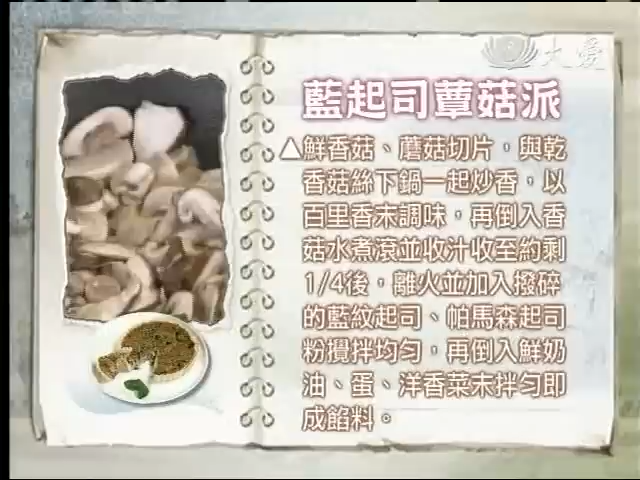 大愛
藍起司蕈菇派
△鮮香菇、蘑菇切片，與乾
香菇絲下鍋一起炒香，以
百里香末調味，再倒入香
菇水煮滾並收汁收至約剩
1/4後，離火並加入撥碎
的藍紋起司、帕馬森起司
粉攪拌均勻，再倒入鮮奶
油、蛋、洋香菜末拌勻即
成餡料。